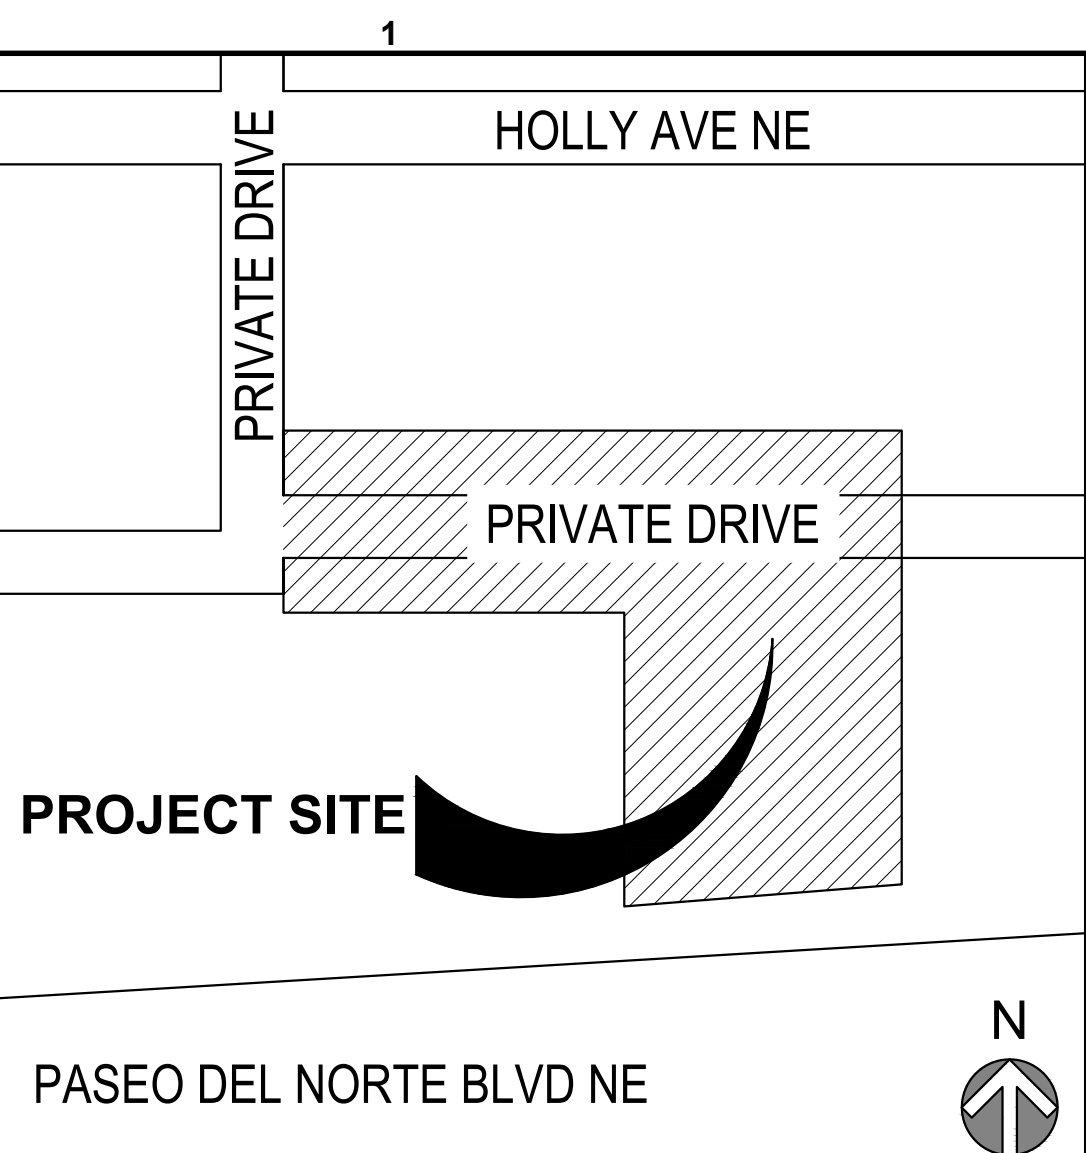 1
HOLLY AVE NE
PRIVATE DRIVE
PRIVATE DRIVE
PROJECT SITE
N
PASEO DEL NORTE BLVD NE